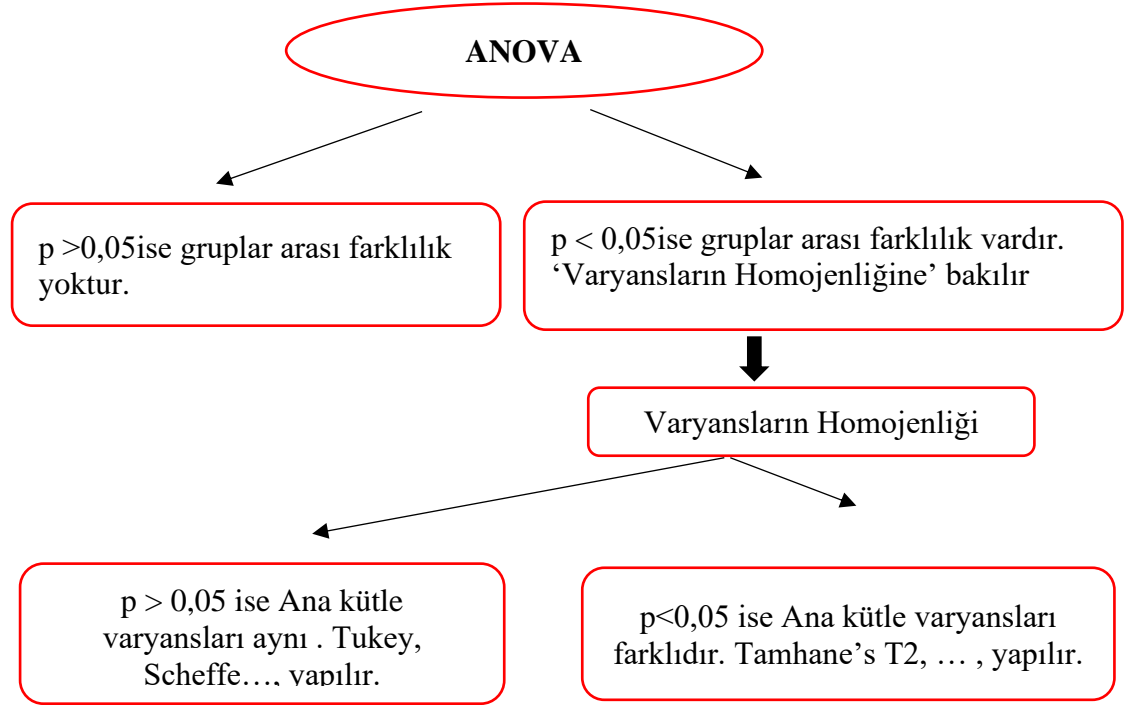 ANOVA
p >0,05ise gruplar arası farklılık
yoktur.
p < 0,05ise gruplar arası farklılık vardır.
‘Varyansların Homojenliğine’ bakılır
Varyansların Homojenliği
p > 0,05 ise Ana kütle
varyansları aynı . Tukey,
Scheffe…, yapılır.
p<0,05 ise Ana kütle varyansları
farklıdır. Tamhane’s T2, … , yapılır.